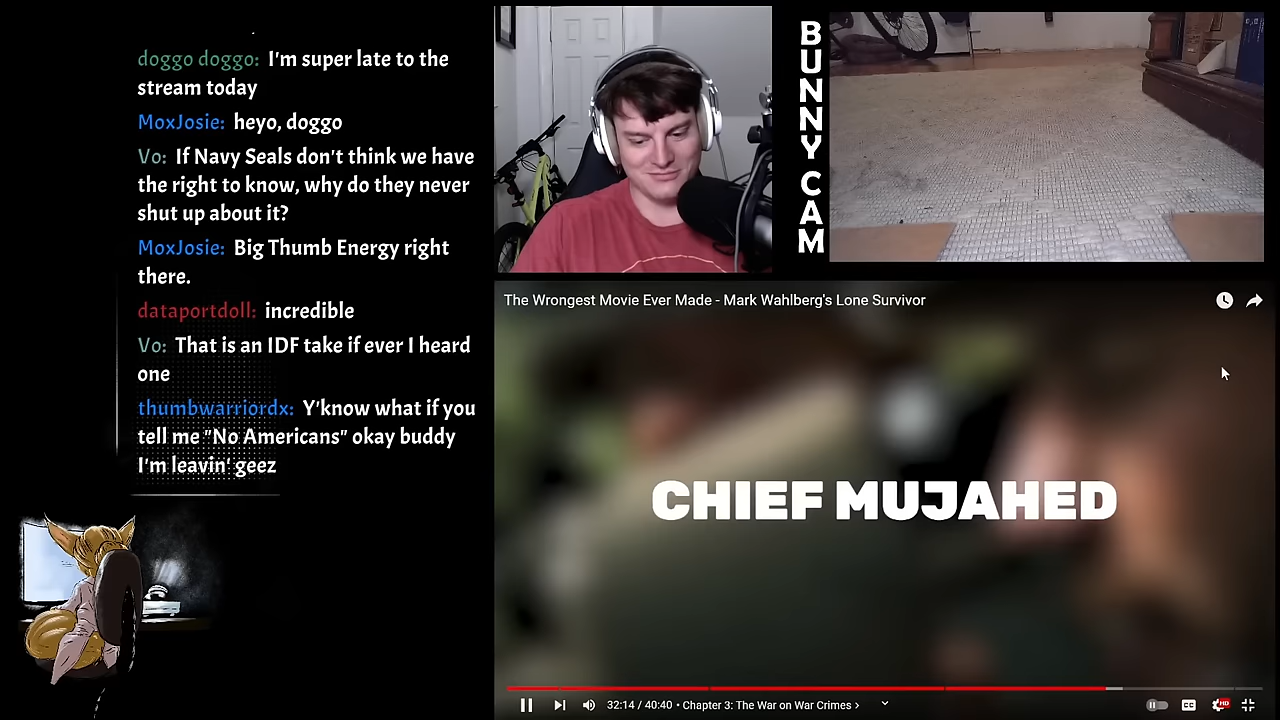 doggo doggo: I'm super late to the
stream today
MoxJosie: heyo, doggo
Vo: If Navy Seals don't think we have
the right to know, why do they never
shut up about it?
MoxJosie: Big Thumb Energy right
there.
dataportdoll: incredible
Vo: That is an IDF take if ever I heard
one
thumbwarriordx: Y'know what if you
tell me "No Americans" okay buddy
I'm leavin' geez
BUNNY CAM
The Wrongest Movie Ever Made - Mark Wahlberg's Lone Survivor
CHIEF MUJAHED
32:14 / 40:40 • Chapter 3: The War on War Crimes ›
CC
HD